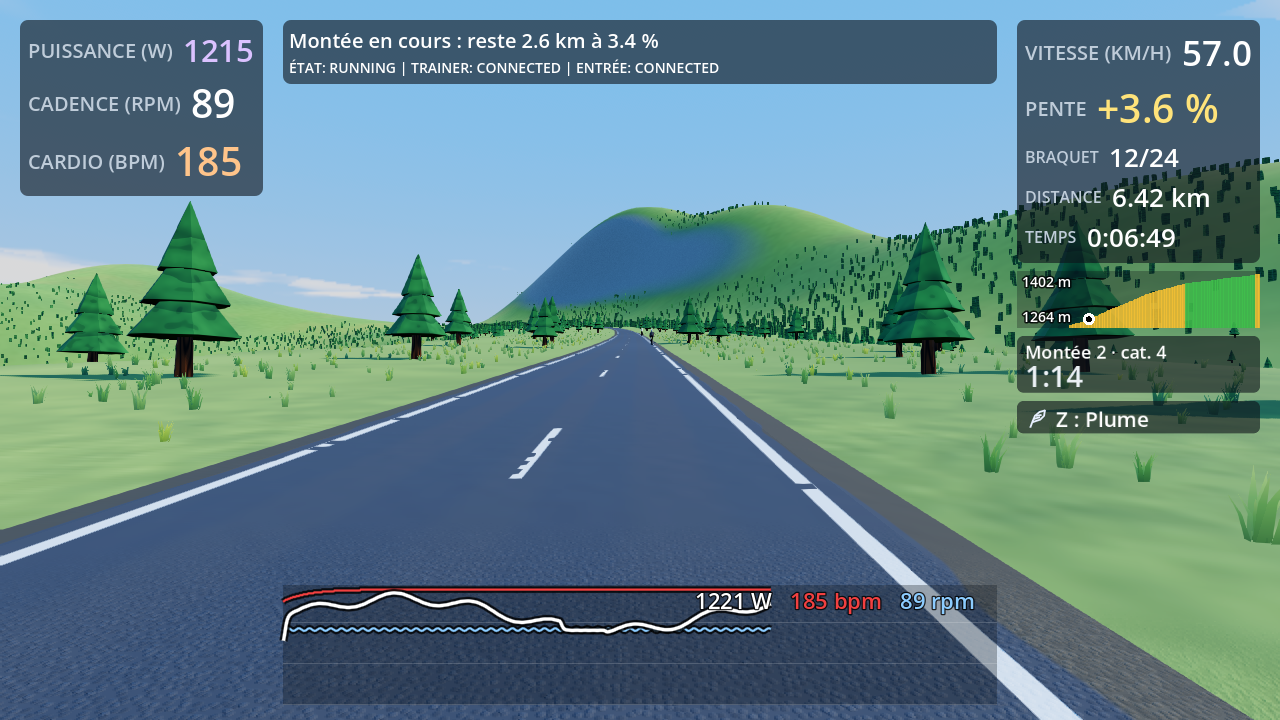 PUISSANCE (W) 1215
CADENCE (RPM) 89
CARDIO (BPM) 185
Montée en cours : reste 2.6 km à 3.4 %
ÉTAT: RUNNING | TRAINER: CONNECTED | ENTRÉE: CONNECTED
VITESSE (KM/H) 57.0
PENTE +3.6 %
BRAQUET 12/24
DISTANCE 6.42 km
TEMPS 0:06:49
1402 m
1264 m
Montée 2 · cat. 4
1:14
Z : Plume
1221 W 185 bpm 89 rpm